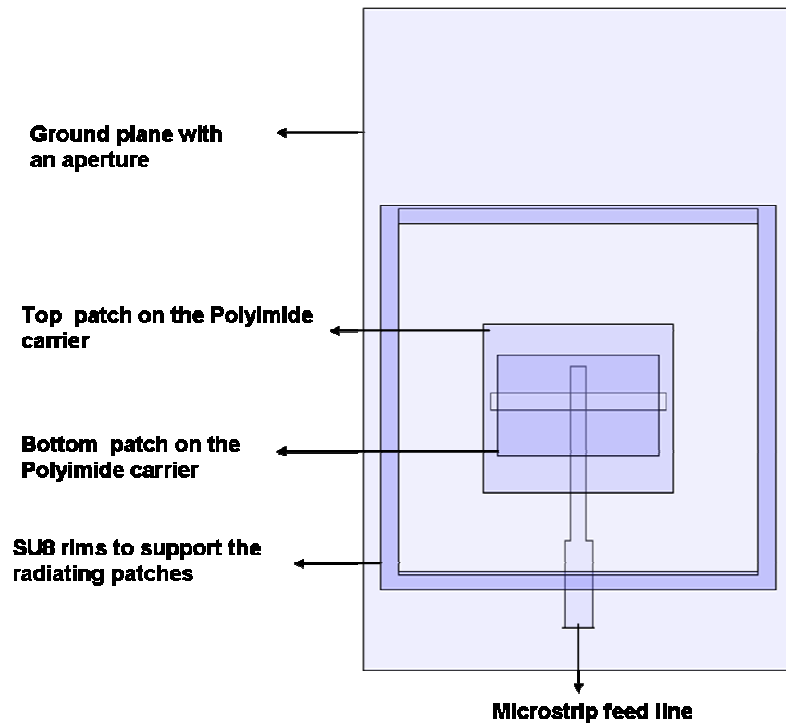 Ground plane with
an aperture
Top patch on the Polyimide
carrier
Bottom patch on the
Polyimide carrier
SU8 rims to support the
radiating patches
Microstrip feed line